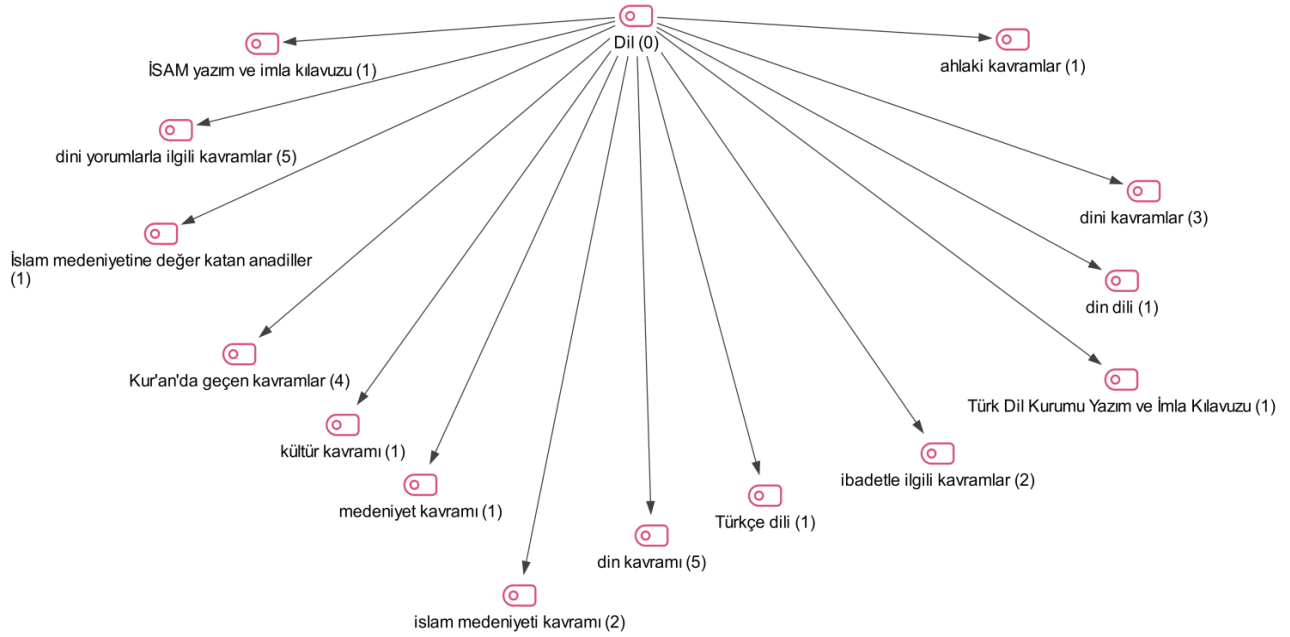 Dil (0)
İSAM yazım ve imla kılavuzu (1)
ahlaki kavramlar (1)
dini yorumlarla ilgili kavramlar (5)
dini kavramlar (3)
İslam medeniyetine değer katan anadiller
(1)
din dili (1)
Kur'an'da geçen kavramlar (4)
Türk Dil Kurumu Yazım ve İmla Kılavuzu (1)
kültür kavramı (1)
ibadetle ilgili kavramlar (2)
medeniyet kavramı (1)
Türkçe dili (1)
din kavramı (5)
islam medeniyeti kavramı (2)